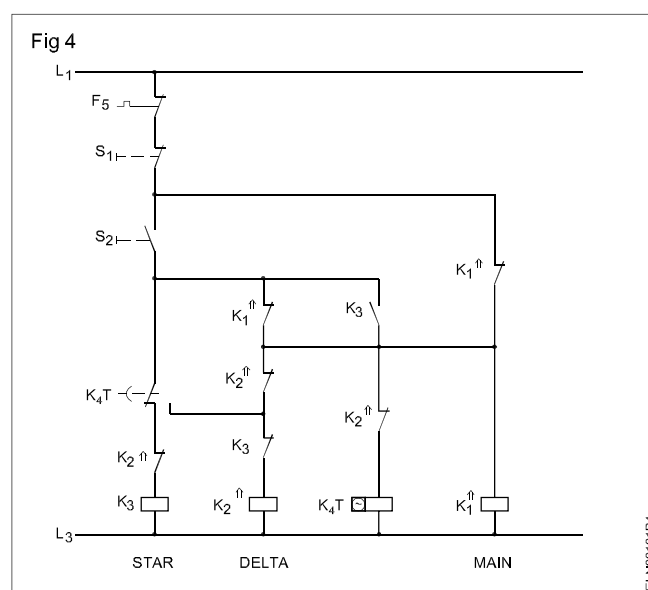 Fig 4
L1
F5
S1
S2
K1⇑
K1⇑ K3
K2⇑
K4T
K2⇑
K2⇑ K3
K3 K2⇑ K4T K1⇑
L3
STAR DELTA MAIN